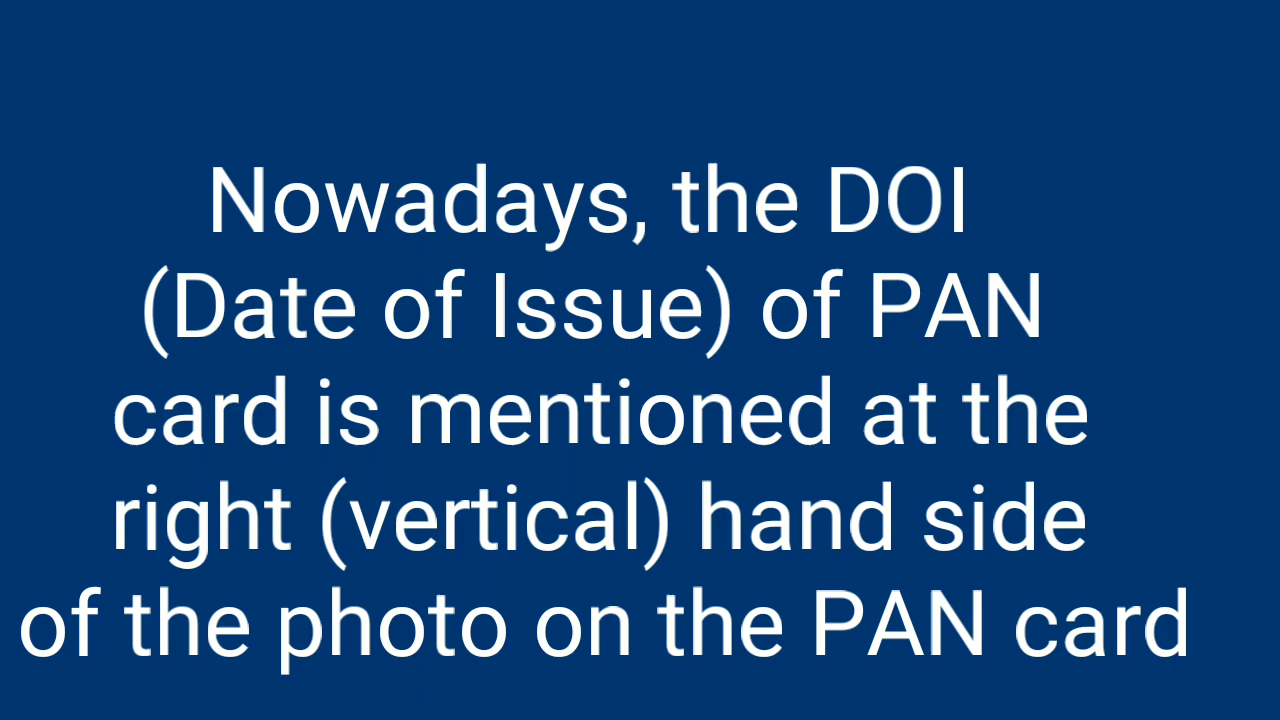 Nowadays, the DOI
(Date of Issue) of PAN
card is mentioned at the
right (vertical) hand side
of the photo on the PAN card